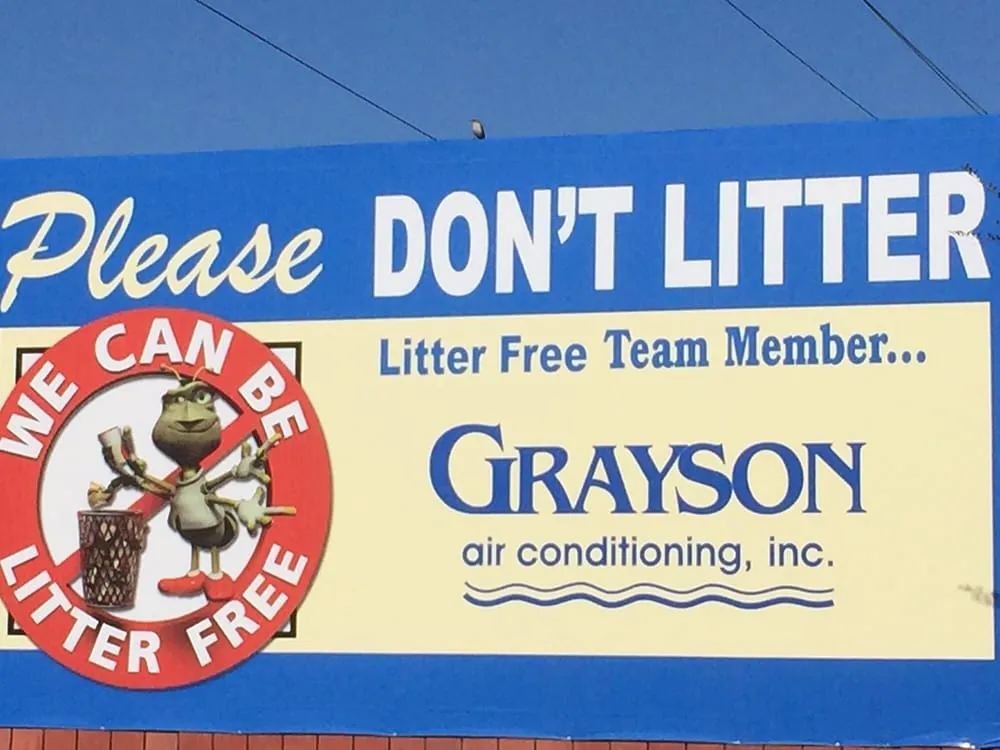 Please DON'T LITTER
WE CAN BE
LITTER FREE
Litter Free Team Member...
GRAYSON
air conditioning, inc.